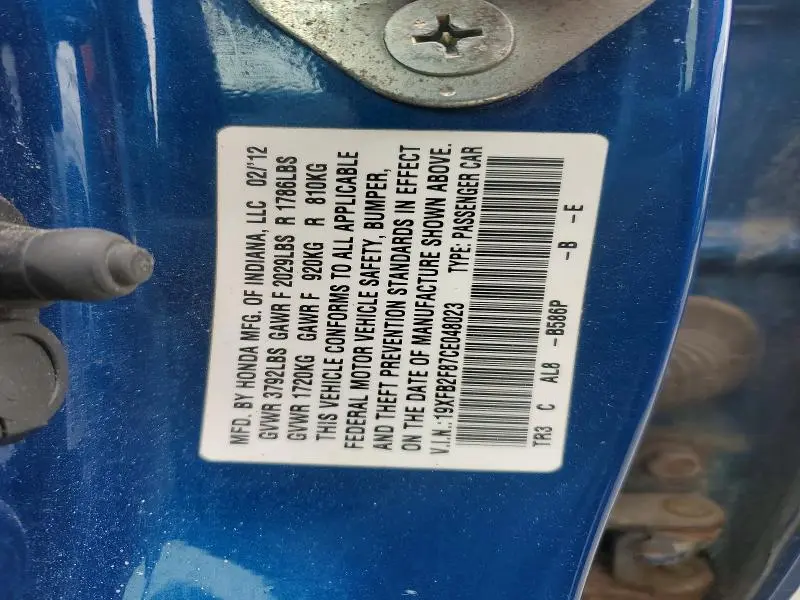 MFD. BY HONDA MFG. OF INDIANA, LLC 02/'12
GVWR 3792LBS GAWR F 2029LBS R 1786LBS
GVWR 1720KG GAWR F 920KG R 810KG
THIS VEHICLE CONFORMS TO ALL APPLICABLE
FEDERAL MOTOR VEHICLE SAFETY, BUMPER,
AND THEFT PREVENTION STANDARDS IN EFFECT
ON THE DATE OF MANUFACTURE SHOWN ABOVE.
V.I.N.: 19XFB2F87CE048023 TYPE: PASSENGER CAR
TR3 C AL8 -B586P -B -E